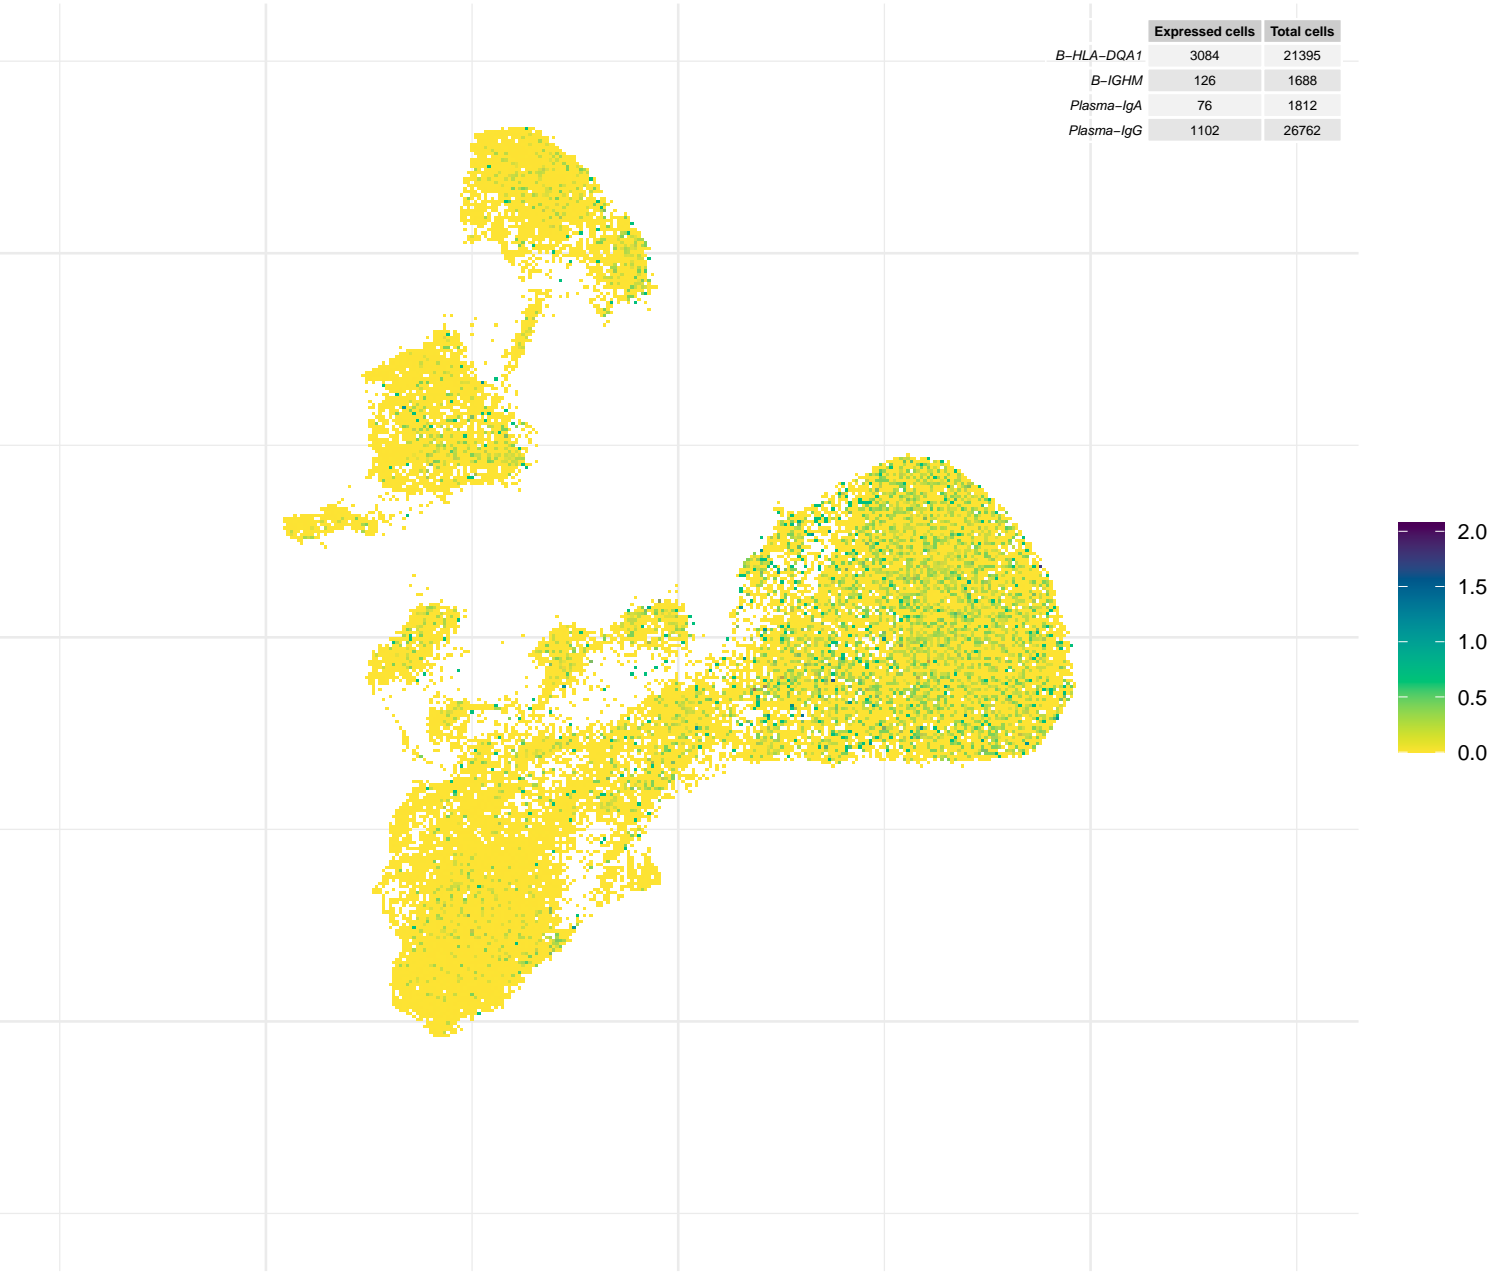 Expressed cells Total cells
B−HLA−DQA1 3084 21395
B−IGHM 126 1688
Plasma−IgA 76 1812
Plasma−IgG 1102 26762
2.0
1.5
1.0
0.5
0.0